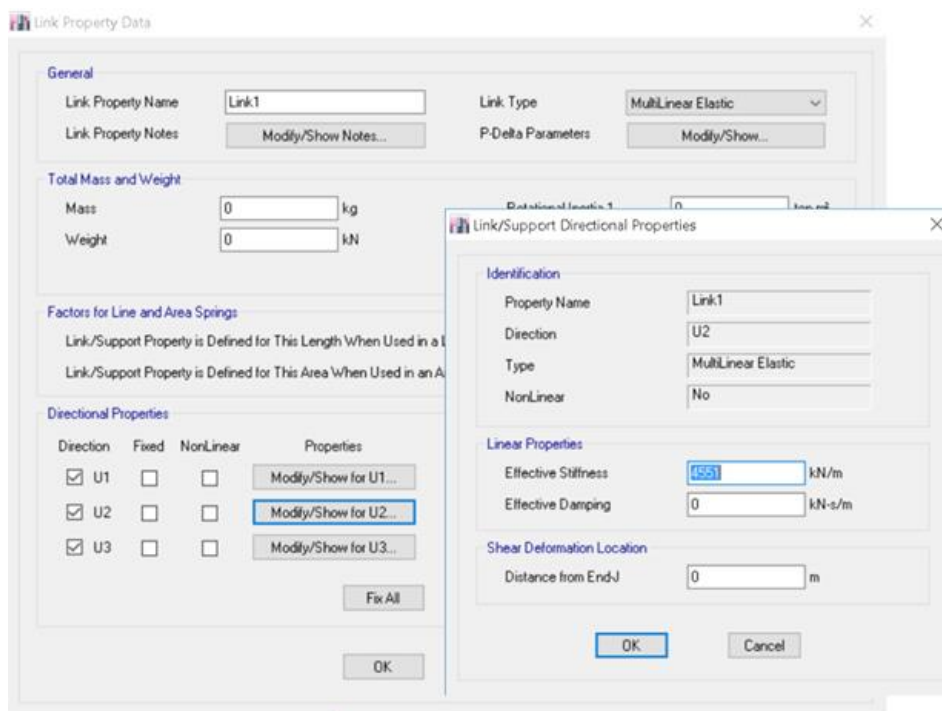 Link Property Data
General
Link Property Name Link1 Link Type MultiLinear Elastic
Link Property Notes Modify/Show Notes... P-Delta Parameters Modify/Show...
Total Mass and Weight
Mass 0 kg Rotational Inertia 1 0 ton-m²
Weight 0 kN
Factors for Line and Area Springs
Link/Support Property is Defined for This Length When Used in a L
Link/Support Property is Defined for This Area When Used in an A
Directional Properties
Direction Fixed NonLinear Properties
U1 Modify/Show for U1...
U2 Modify/Show for U2...
U3 Modify/Show for U3...
Fix All
OK
Link/Support Directional Properties
Identification
Property Name Link1
Direction U2
Type MultiLinear Elastic
NonLinear No
Linear Properties
Effective Stiffness 4551 kN/m
Effective Damping 0 kN-s/m
Shear Deformation Location
Distance from End-J 0 m
OK Cancel